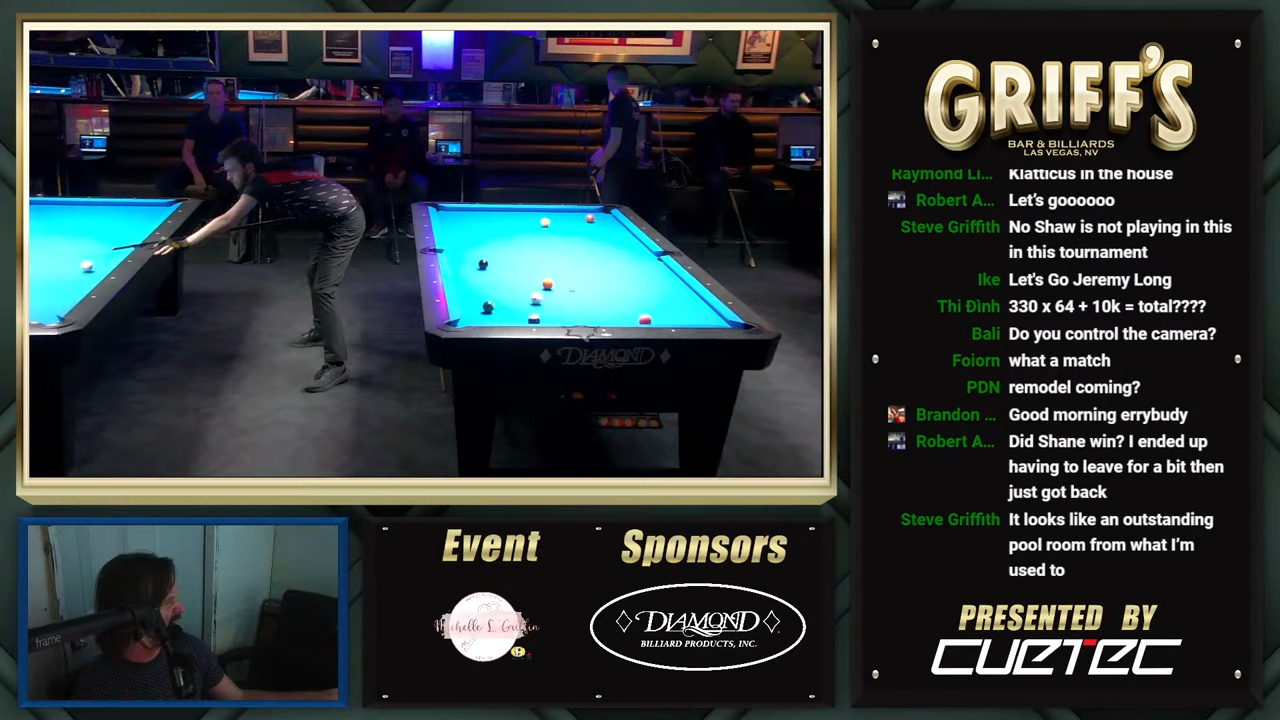 GRIFF'S
BAR & BILLIARDS
LAS VEGAS, NV
Raymond Li... Klatticus in the house
Robert A... Let's goooooo
Steve Griffith No Shaw is not playing in this
in this tournament
Ike Let's Go Jeremy Long
Thi Đình 330 x 64 + 10k = total????
Bali Do you control the camera?
Foiorn what a match
PDN remodel coming?
Brandon ... Good morning errybudy
Robert A... Did Shane win? I ended up
having to leave for a bit then
just got back
Steve Griffith It looks like an outstanding
pool room from what I'm
used to
PRESENTED BY
CUETEC
DIAMOND
frame
Event
Sponsors
DIAMOND
BILLIARD PRODUCTS, INC.